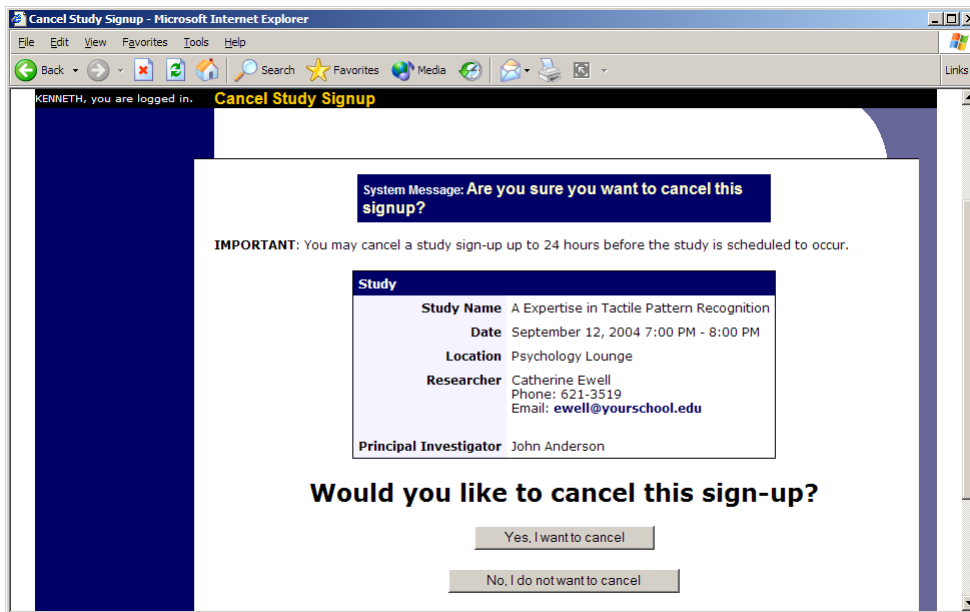 Cancel Study Signup - Microsoft Internet Explorer
File Edit View Favorites Tools Help
Back Search Favorites Media Links
KENNETH, you are logged in. Cancel Study Signup
System Message: Are you sure you want to cancel this
signup?
IMPORTANT: You may cancel a study sign-up up to 24 hours before the study is scheduled to occur.
Study
Study Name A Expertise in Tactile Pattern Recognition
Date September 12, 2004 7:00 PM - 8:00 PM
Location Psychology Lounge
Researcher Catherine Ewell
Phone: 621-3519
Email: ewell@yourschool.edu
Principal Investigator John Anderson
Would you like to cancel this sign-up?
Yes, I want to cancel
No, I do not want to cancel